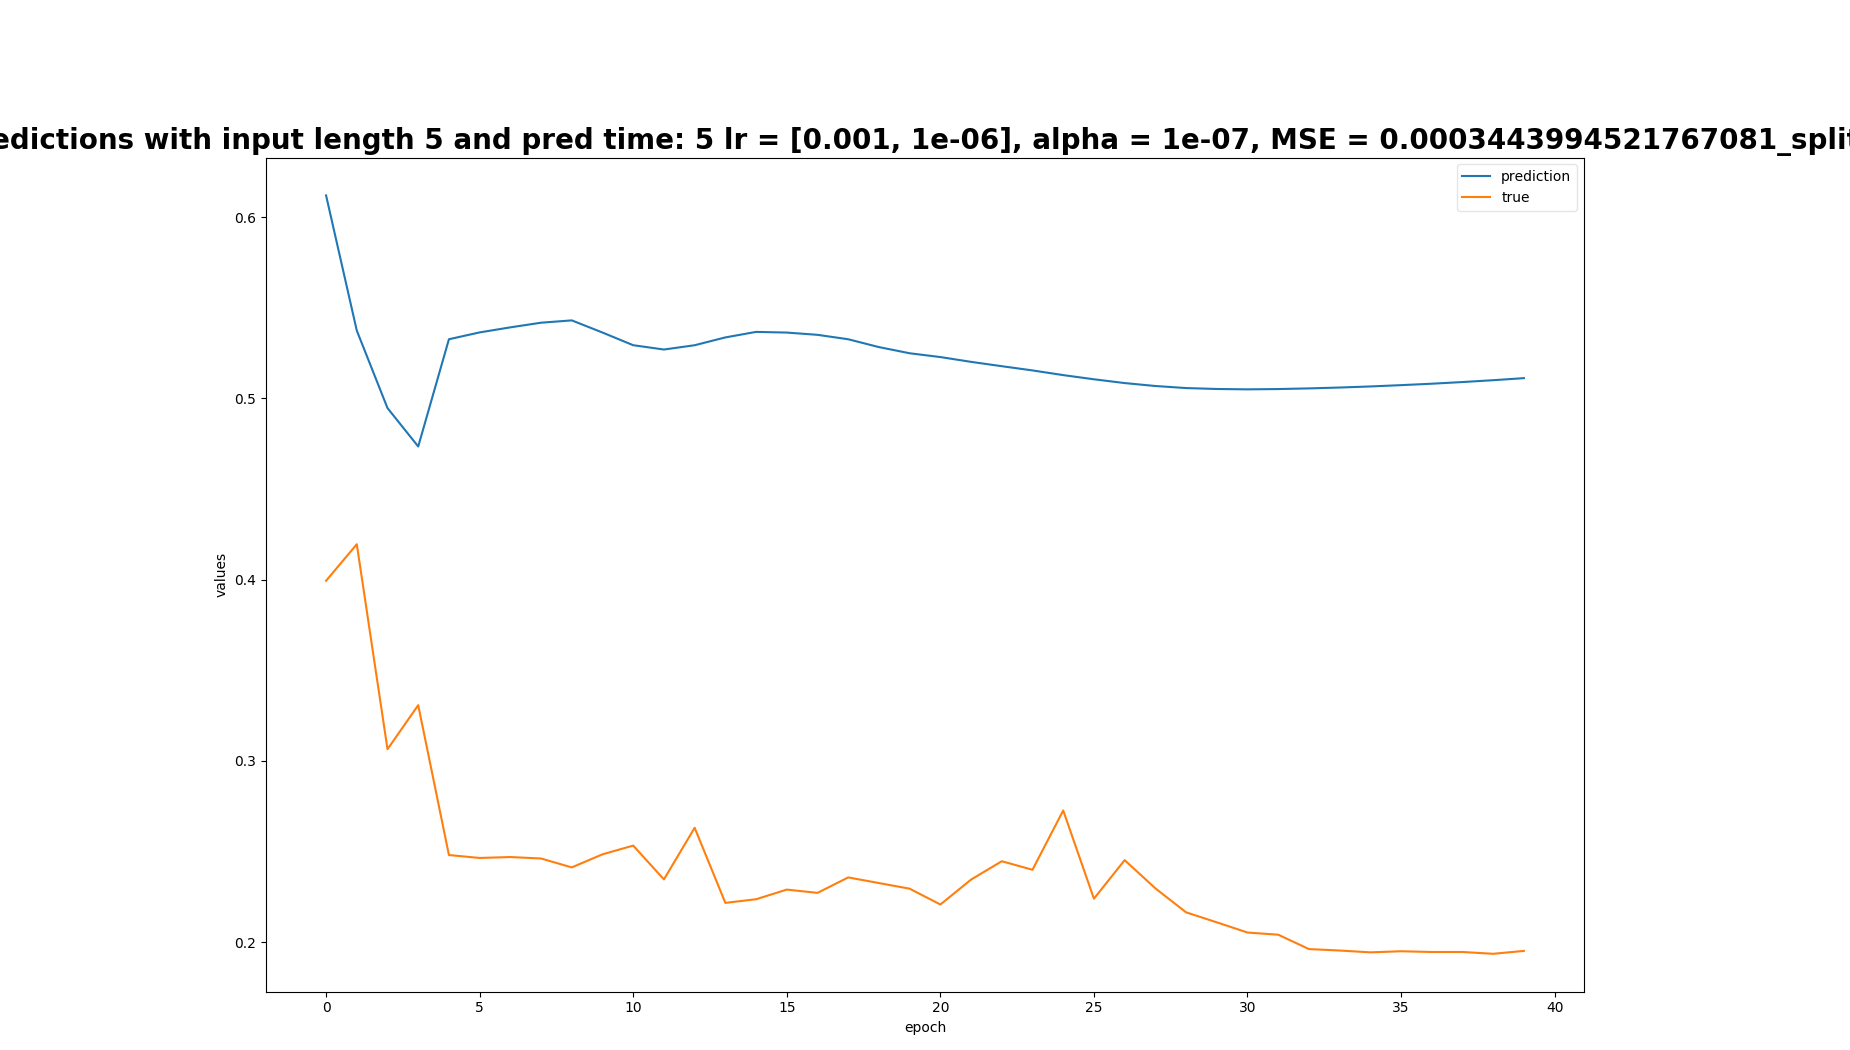 edictions with input length 5 and pred time: 5 lr = [0.001, 1e-06], alpha = 1e-07, MSE = 0.0003443994521767081_split
prediction
true
0.6
0.5
0.4
0.3
0.2
values
0 5 10 15 20 25 30 35 40
epoch